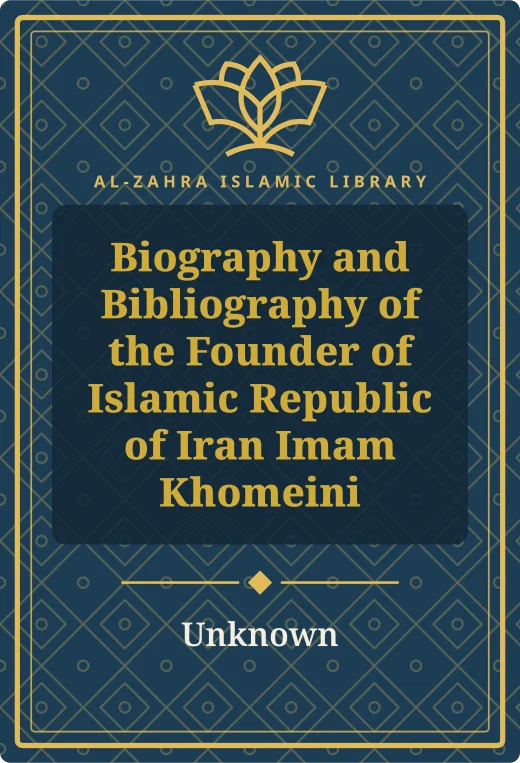 AL-ZAHRA ISLAMIC LIBRARY
Biography and
Bibliography of
the Founder of
Islamic Republic
of Iran Imam
Khomeini
Unknown